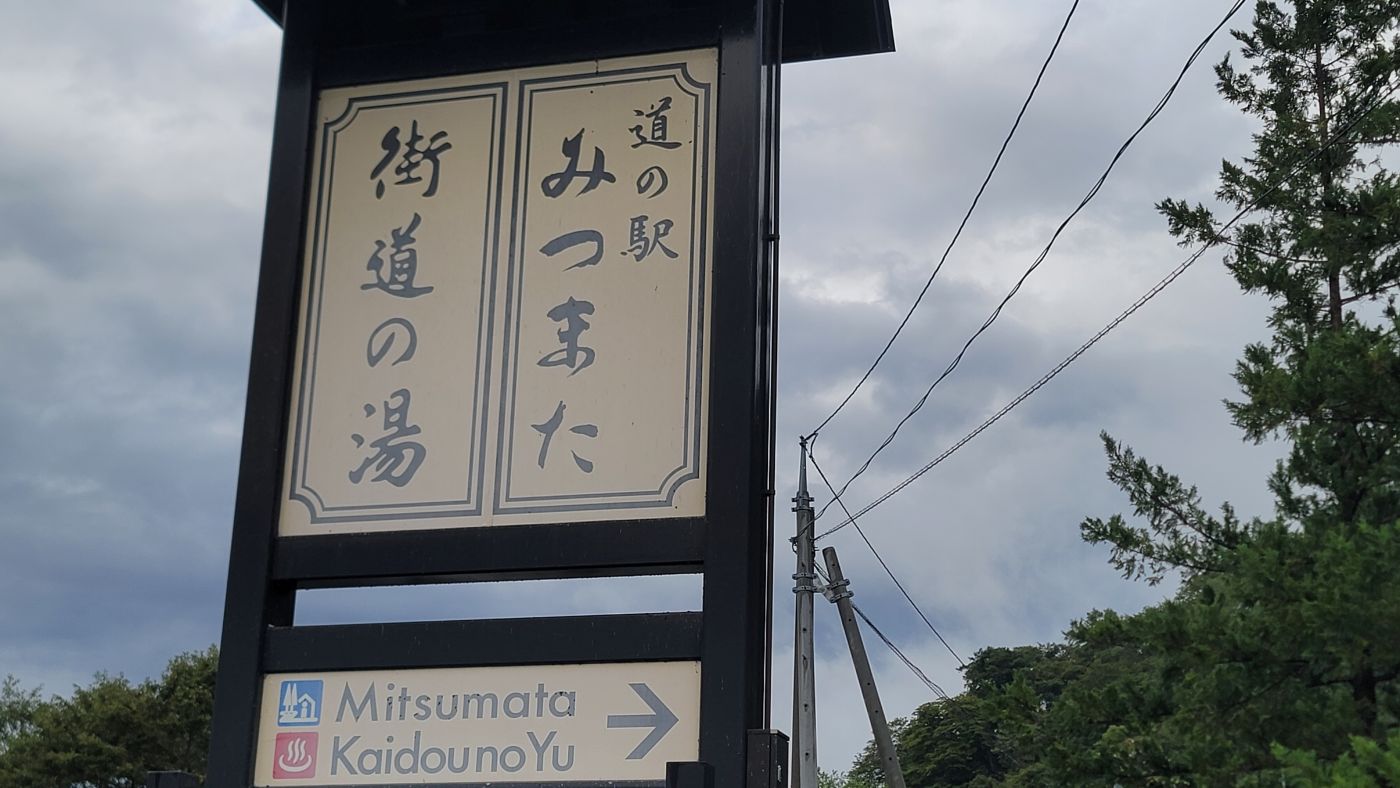 道の駅
みつまた
街道の湯
Mitsumata
KaidounoYu